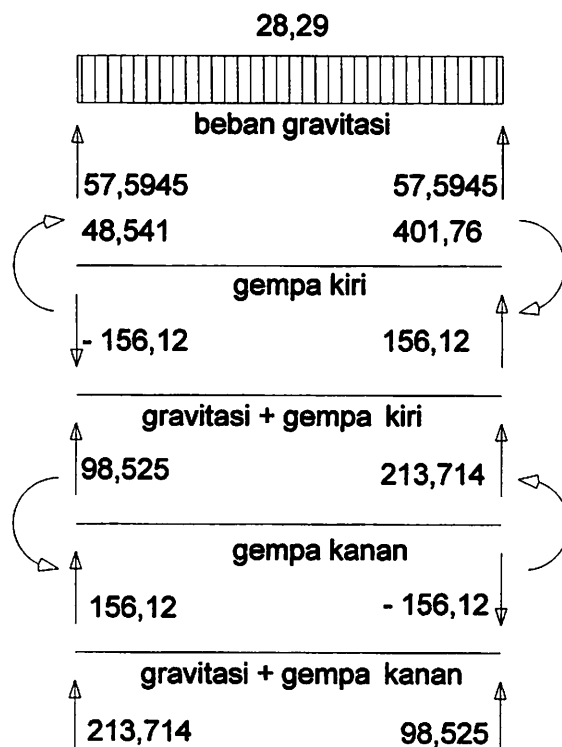 28,29
beban gravitasi
57,5945 57,5945
48,541 401,76
gempa kiri
- 156,12 156,12
gravitasi + gempa kiri
98,525 213,714
gempa kanan
156,12 - 156,12
gravitasi + gempa kanan
213,714 98,525